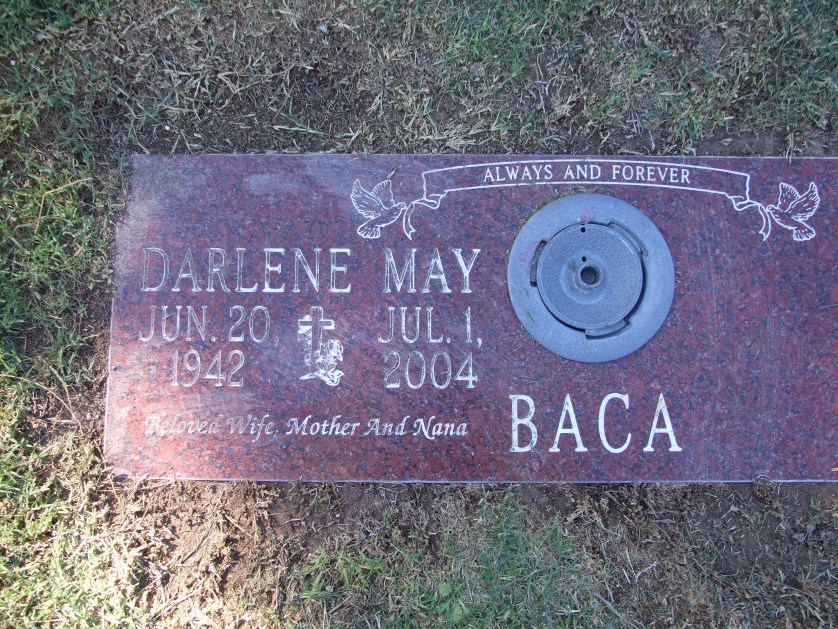 ALWAYS AND FOREVER
DARLENE MAY
JUN. 20, JUL. 1,
1942 2004
Beloved Wife, Mother And Nana
BACA